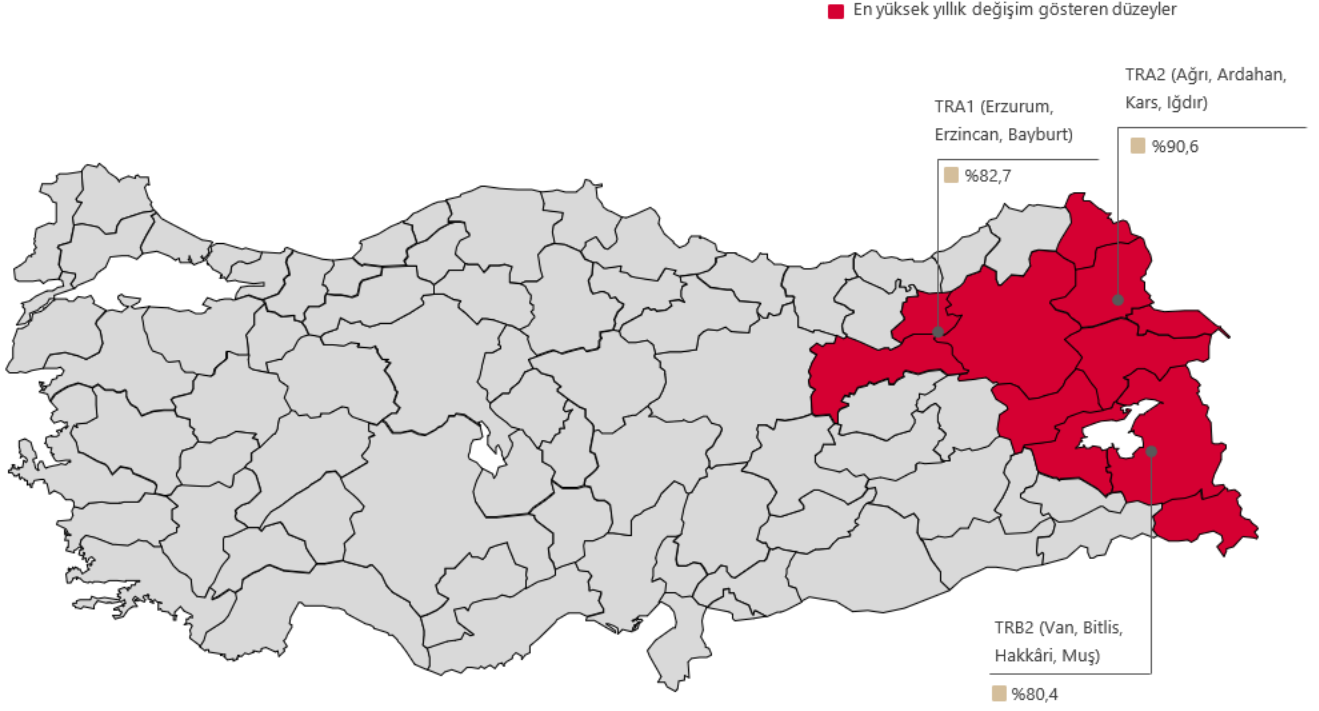 En yüksek yıllık değişim gösteren düzeyler
TRA2 (Ağrı, Ardahan,
Kars, Iğdır)
%90,6
TRA1 (Erzurum,
Erzincan, Bayburt)
%82,7
TRB2 (Van, Bitlis,
Hakkâri, Muş)
%80,4